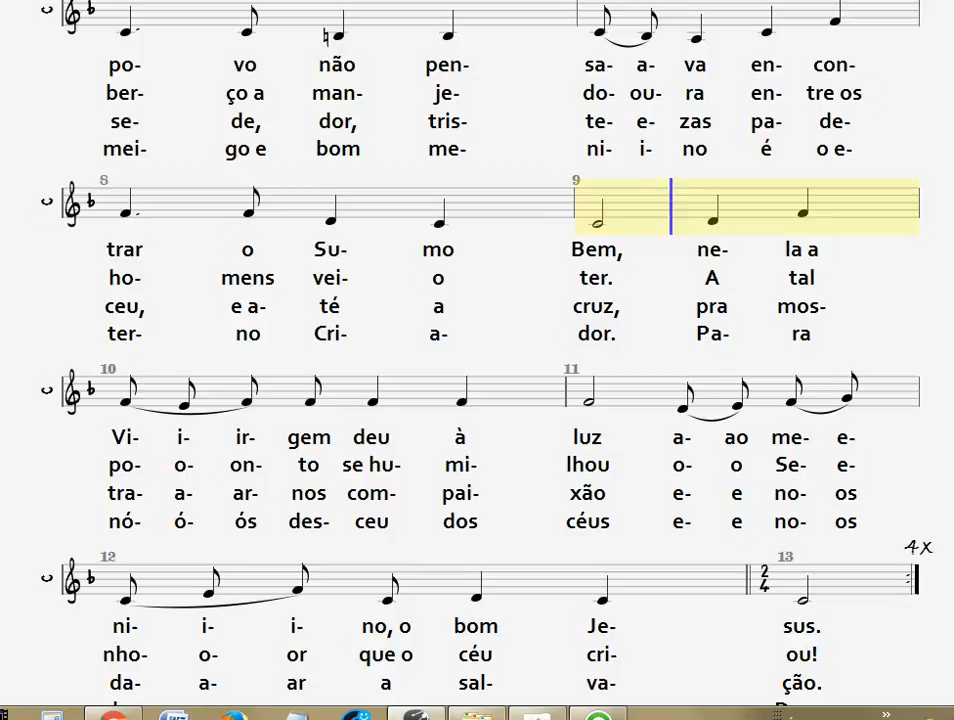 po- vo não pen- sa- a- va en- con-
ber- ço a man- je- do- ou- ra en- tre os
se- de, dor, tris- te- e- zas pa- de-
mei- go e bom me- ni- i- no é o e-
8 9
trar o Su- mo Bem, ne- la a
ho- mens vei- o ter. A tal
ceu, e a- té a cruz, pra mos-
ter- no Cri- a- dor. Pa- ra
10 11
Vi- i- ir- gem deu à luz a- ao me- e-
po- o- on- to se hu- mi- lhou o- o Se- e-
tra- a- ar- nos com- pai- xão e- e no- os
nó- ó- ós des- ceu dos céus e- e no- os
4x
12 13
2
4
ni- i- i- no, o bom Je- sus.
nho- o- or que o céu cri- ou!
da- a- ar a sal- va- ção.